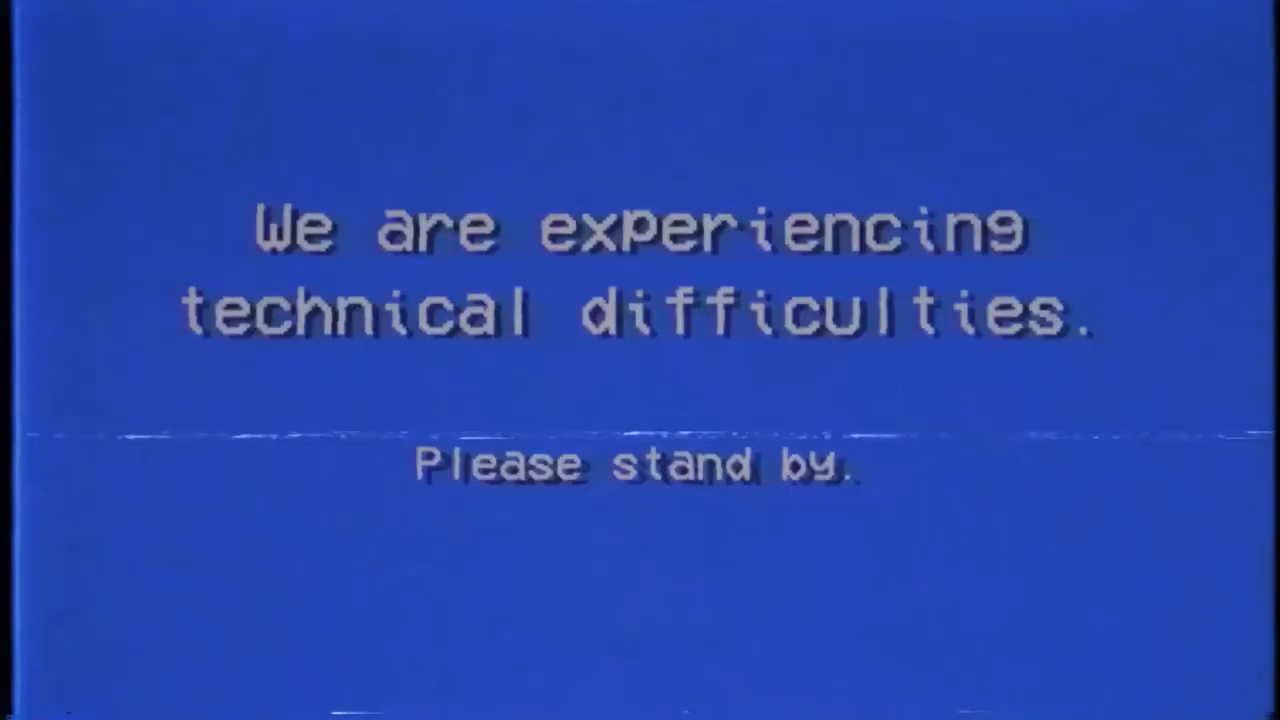 We are experiencing
technical difficulties.
Please stand by.